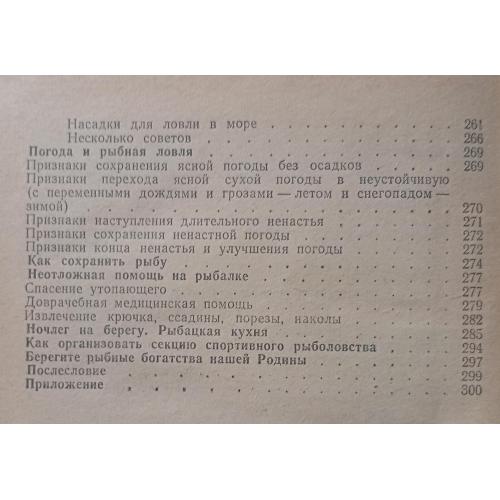 Насадки для ловли в море . . . . . . . . . . 261
Несколько советов . . . . . . . . . . . . 266
Погода и рыбная ловля . . . . . . . . . . . . 269
Признаки сохранения ясной погоды без осадков . . . . 269
Признаки перехода ясной сухой погоды в неустойчивую
(с переменными дождями и грозами — летом и снегопадом —
зимой) . . . . . . . . . . . . . . . . 270
Признаки наступления длительного ненастья . . . . . 271
Признаки сохранения ненастной погоды . . . . . . . 272
Признаки конца ненастья и улучшения погоды . . . . . 272
Как сохранить рыбу . . . . . . . . . . . . 274
Неотложная помощь на рыбалке . . . . . . . . . 277
Спасение утопающего . . . . . . . . . . . . 277
Доврачебная медицинская помощь . . . . . . . . . 279
Извлечение крючка, ссадины, порезы, наколы . . . . . 282
Ночлег на берегу. Рыбацкая кухня . . . . . . . . 285
Как организовать секцию спортивного рыболовства . . . . 294
Берегите рыбные богатства нашей Родины . . . . . . 297
Послесловие . . . . . . . . . . . . . . 299
Приложение . . . . . . . . . . . . . . 300